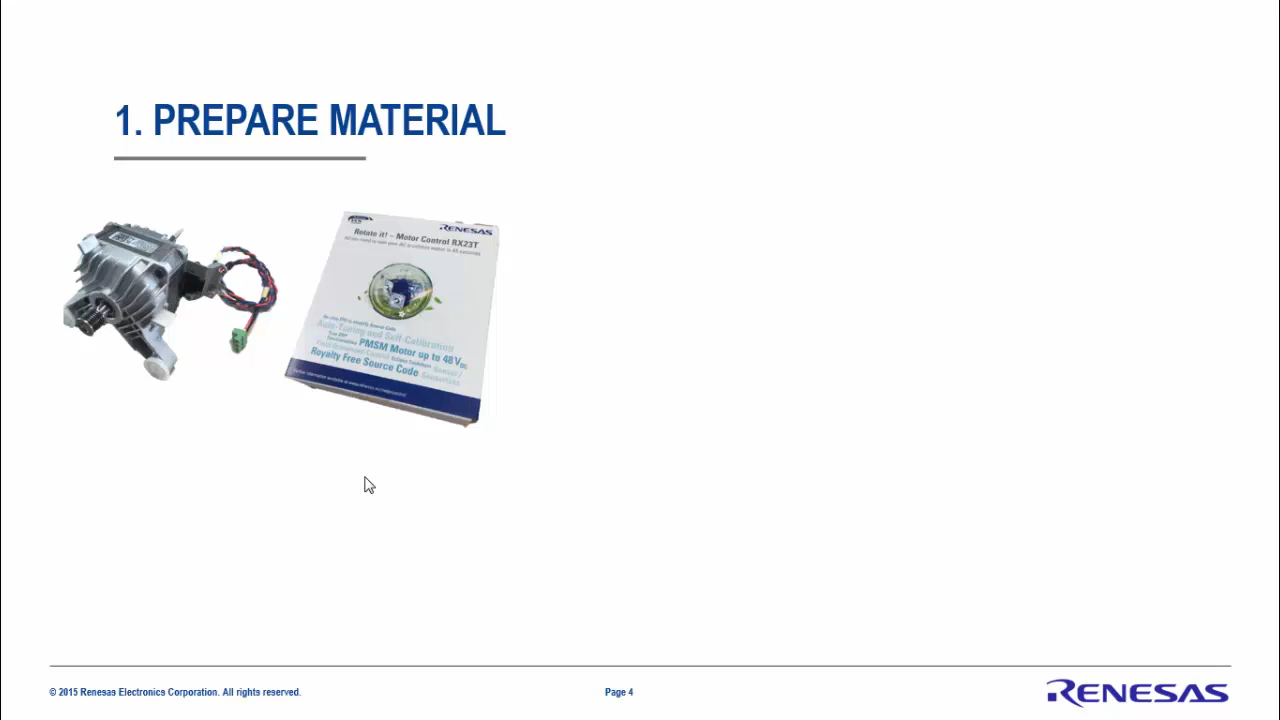 1. PREPARE MATERIAL
RENESAS
Rotate it! – Motor Control RX23T
Auto-Tuning and Self-Calibration
PMSM Motor up to 48 VDC
Royalty Free Source Code
© 2015 Renesas Electronics Corporation. All rights reserved.
Page 4
RENESAS